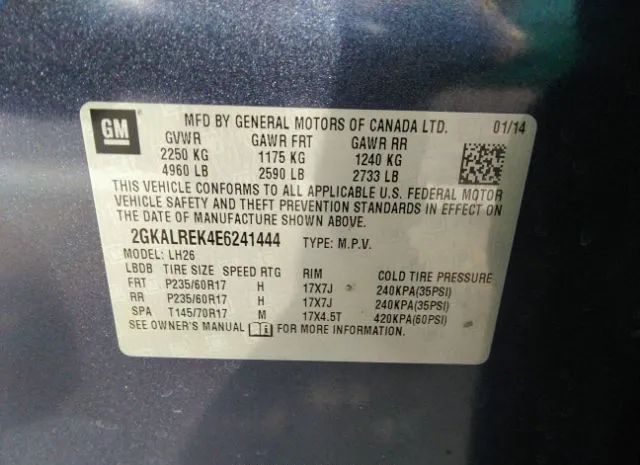 GM
MFD BY GENERAL MOTORS OF CANADA LTD. 01/14
GVWR GAWR FRT GAWR RR
2250 KG 1175 KG 1240 KG
4960 LB 2590 LB 2733 LB
THIS VEHICLE CONFORMS TO ALL APPLICABLE U.S. FEDERAL MOTOR
VEHICLE SAFETY AND THEFT PREVENTION STANDARDS IN EFFECT ON
THE DATE OF MANUFACTURE SHOWN ABOVE.
2GKALREK4E6241444 TYPE: M.P.V.
MODEL: LH26
LBDB TIRE SIZE SPEED RTG RIM COLD TIRE PRESSURE
FRT P235/60R17 H 17X7J 240KPA(35PSI)
RR P235/60R17 H 17X7J 240KPA(35PSI)
SPA T145/70R17 M 17X4.5T 420KPA(60PSI)
SEE OWNER'S MANUAL FOR MORE INFORMATION.